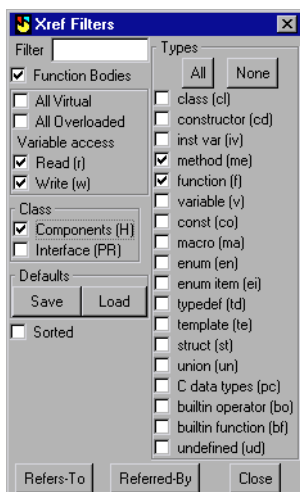 Xref Filters
Filter
Function Bodies
All Virtual
All Overloaded
Variable access
Read (r)
Write (w)
Class
Components (H)
Interface (PR)
Defaults
Save Load
Sorted
Types
All None
class (cl)
constructor (cd)
inst var (iv)
method (me)
function (f)
variable (v)
const (co)
macro (ma)
enum (en)
enum item (ei)
typedef (td)
template (te)
struct (st)
union (un)
C data types (pc)
builtin operator (bo)
builtin function (bf)
undefined (ud)
Refers-To Referred-By Close